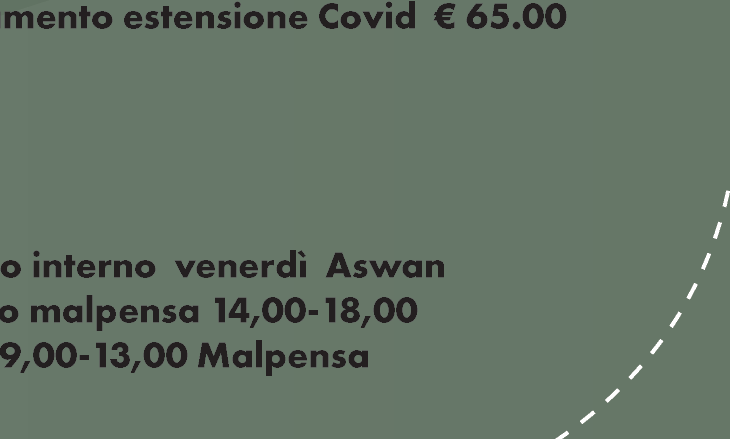 mento estensione Covid € 65.00
o interno venerdì Aswan
o malpensa 14,00-18,00
9,00-13,00 Malpensa